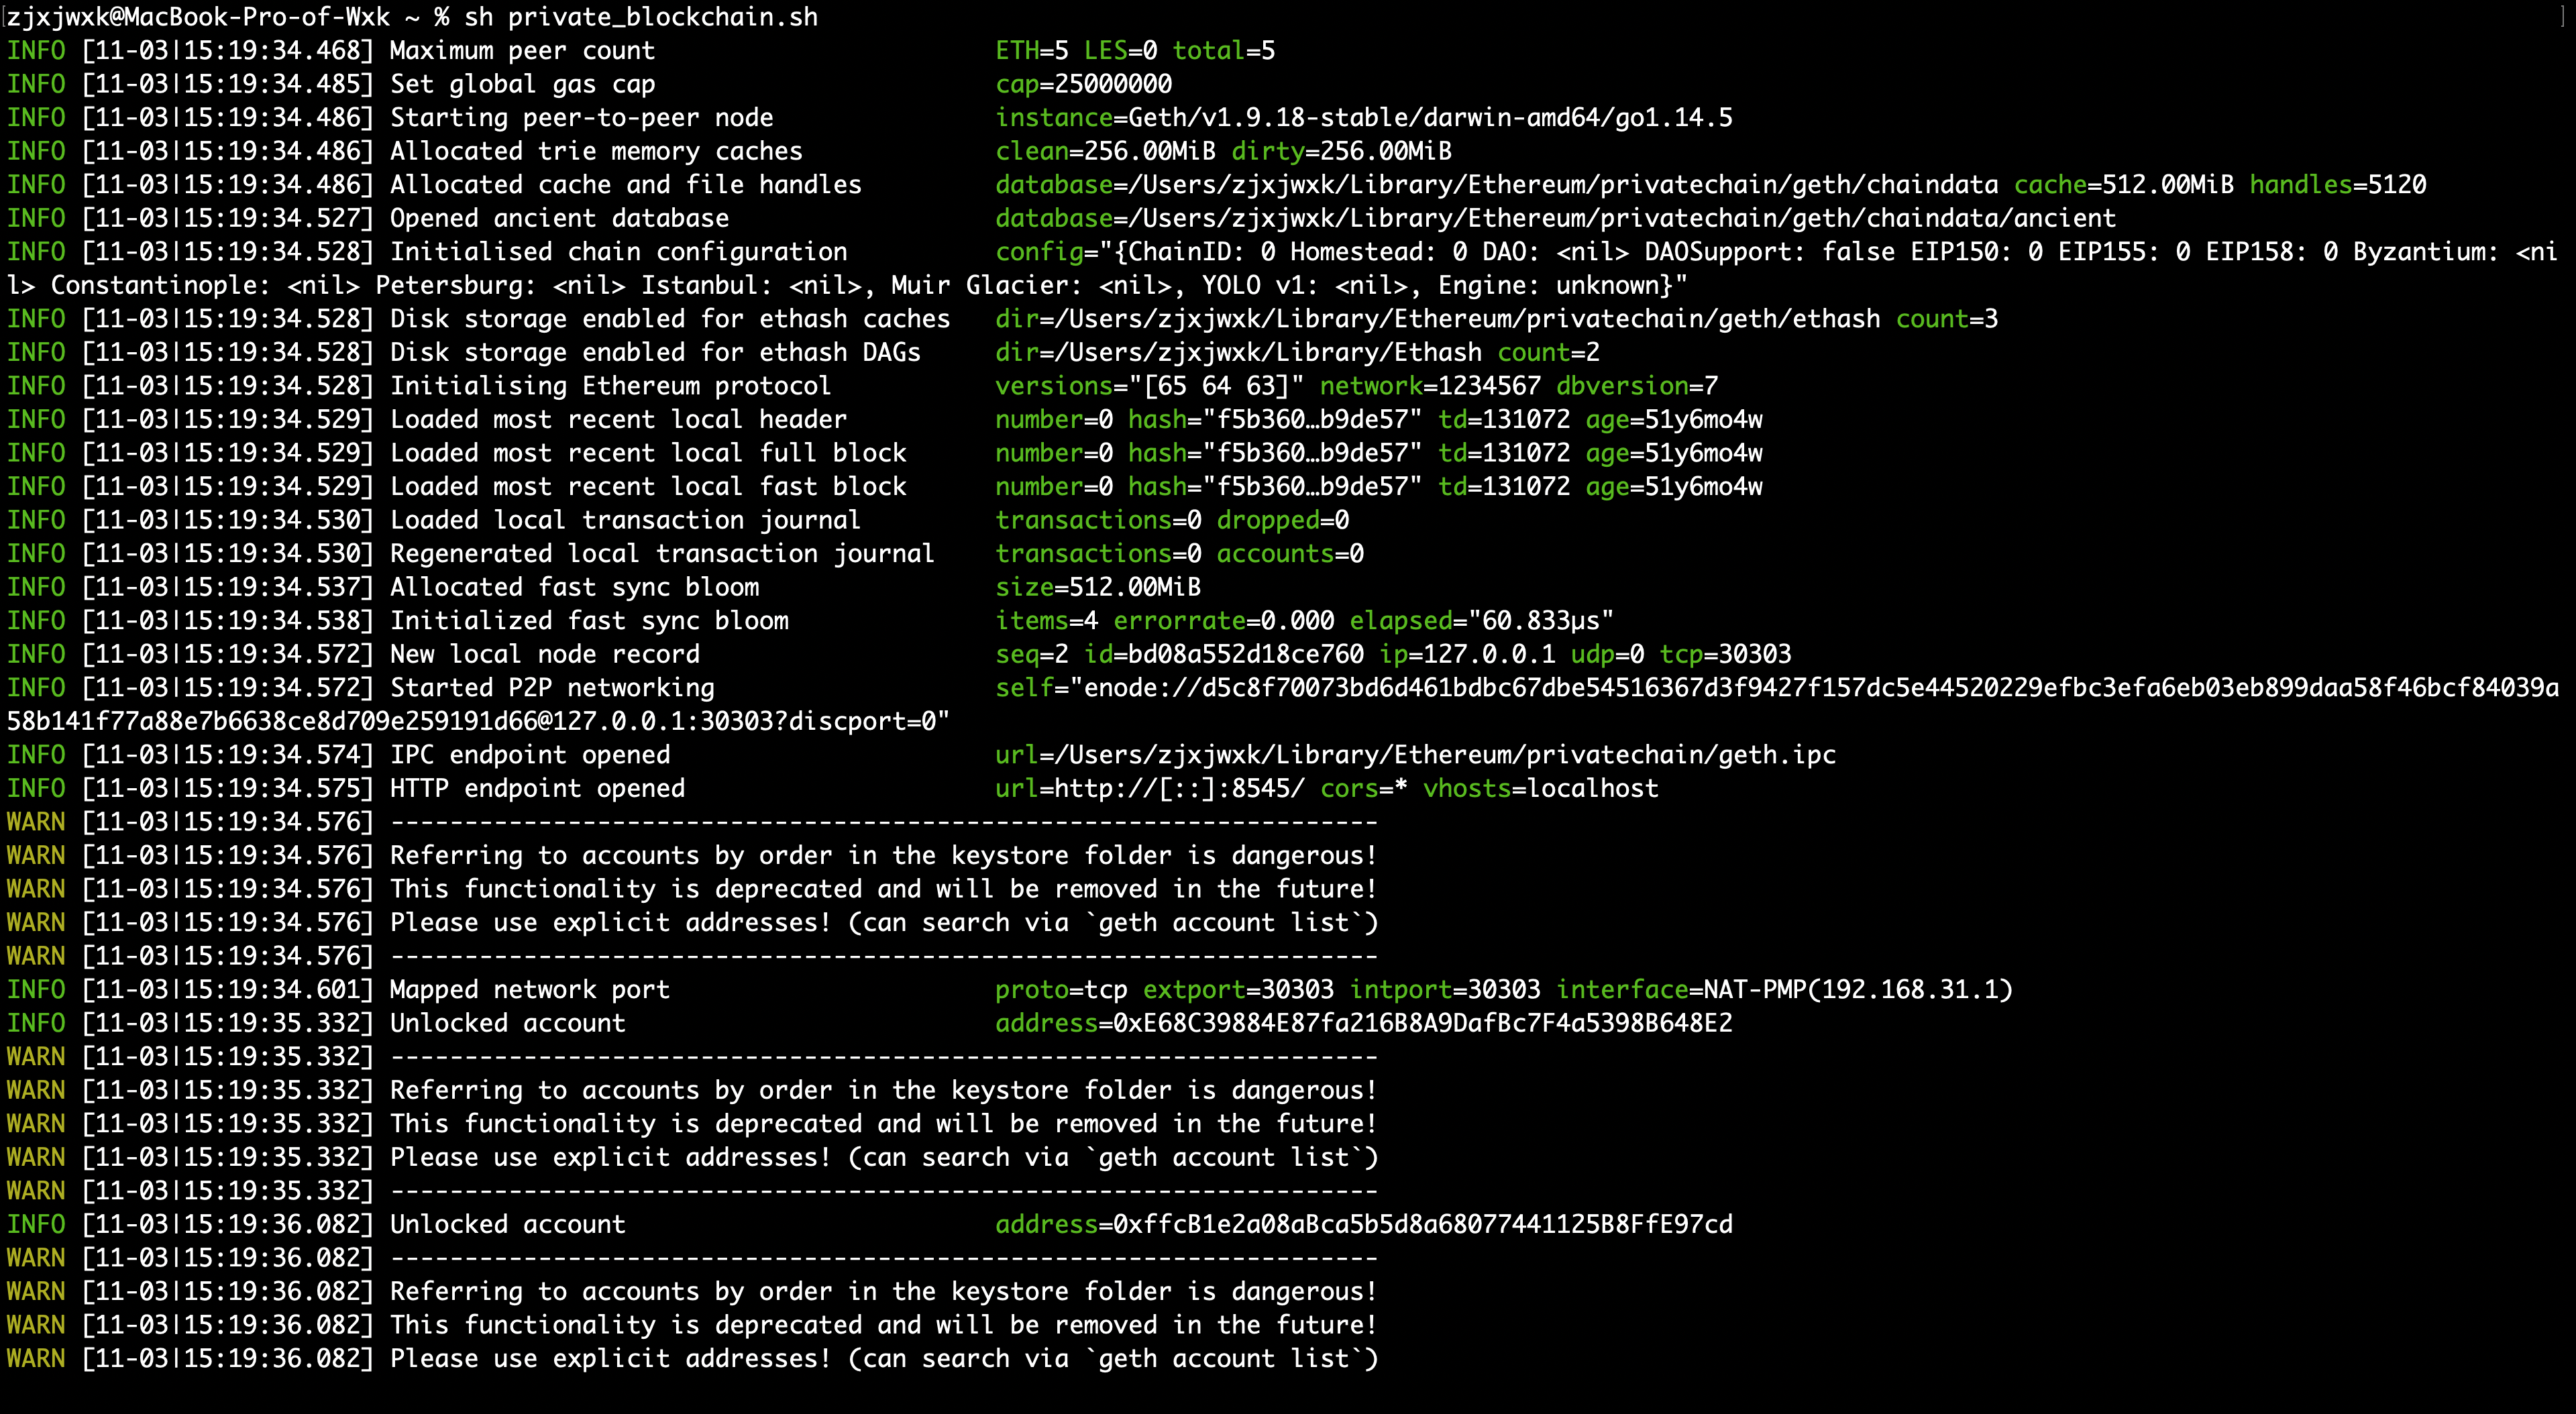 zjxjwxk@MacBook-Pro-of-Wxk ~ % sh private_blockchain.sh
INFO [11-03|15:19:34.468] Maximum peer count                       ETH=5 LES=0 total=5
INFO [11-03|15:19:34.485] Set global gas cap                       cap=25000000
INFO [11-03|15:19:34.486] Starting peer-to-peer node               instance=Geth/v1.9.18-stable/darwin-amd64/go1.14.5
INFO [11-03|15:19:34.486] Allocated trie memory caches             clean=256.00MiB dirty=256.00MiB
INFO [11-03|15:19:34.486] Allocated cache and file handles         database=/Users/zjxjwxk/Library/Ethereum/privatechain/geth/chaindata cache=512.00MiB handles=5120
INFO [11-03|15:19:34.527] Opened ancient database                  database=/Users/zjxjwxk/Library/Ethereum/privatechain/geth/chaindata/ancient
INFO [11-03|15:19:34.528] Initialised chain configuration          config="{ChainID: 0 Homestead: 0 DAO: <nil> DAOSupport: false EIP150: 0 EIP155: 0 EIP158: 0 Byzantium: <ni
l> Constantinople: <nil> Petersburg: <nil> Istanbul: <nil>, Muir Glacier: <nil>, YOLO v1: <nil>, Engine: unknown}"
INFO [11-03|15:19:34.528] Disk storage enabled for ethash caches   dir=/Users/zjxjwxk/Library/Ethereum/privatechain/geth/ethash count=3
INFO [11-03|15:19:34.528] Disk storage enabled for ethash DAGs     dir=/Users/zjxjwxk/Library/Ethash count=2
INFO [11-03|15:19:34.528] Initialising Ethereum protocol           versions="[65 64 63]" network=1234567 dbversion=7
INFO [11-03|15:19:34.529] Loaded most recent local header          number=0 hash="f5b360…b9de57" td=131072 age=51y6mo4w
INFO [11-03|15:19:34.529] Loaded most recent local full block      number=0 hash="f5b360…b9de57" td=131072 age=51y6mo4w
INFO [11-03|15:19:34.529] Loaded most recent local fast block      number=0 hash="f5b360…b9de57" td=131072 age=51y6mo4w
INFO [11-03|15:19:34.530] Loaded local transaction journal         transactions=0 dropped=0
INFO [11-03|15:19:34.530] Regenerated local transaction journal    transactions=0 accounts=0
INFO [11-03|15:19:34.537] Allocated fast sync bloom                size=512.00MiB
INFO [11-03|15:19:34.538] Initialized fast sync bloom              items=4 errorrate=0.000 elapsed="60.833µs"
INFO [11-03|15:19:34.572] New local node record                    seq=2 id=bd08a552d18ce760 ip=127.0.0.1 udp=0 tcp=30303
INFO [11-03|15:19:34.572] Started P2P networking                   self="enode://d5c8f70073bd6d461bdbc67dbe54516367d3f9427f157dc5e44520229efbc3efa6eb03eb899daa58f46bcf84039a
58b141f77a88e7b6638ce8d709e259191d66@127.0.0.1:30303?discport=0"
INFO [11-03|15:19:34.574] IPC endpoint opened                      url=/Users/zjxjwxk/Library/Ethereum/privatechain/geth.ipc
INFO [11-03|15:19:34.575] HTTP endpoint opened                     url=http://[::]:8545/ cors=* vhosts=localhost
WARN [11-03|15:19:34.576] -------------------------------------------------------------------
WARN [11-03|15:19:34.576] Referring to accounts by order in the keystore folder is dangerous!
WARN [11-03|15:19:34.576] This functionality is deprecated and will be removed in the future!
WARN [11-03|15:19:34.576] Please use explicit addresses! (can search via `geth account list`)
WARN [11-03|15:19:34.576] -------------------------------------------------------------------
INFO [11-03|15:19:34.601] Mapped network port                      proto=tcp extport=30303 intport=30303 interface=NAT-PMP(192.168.31.1)
INFO [11-03|15:19:35.332] Unlocked account                         address=0xE68C39884E87fa216B8A9DafBc7F4a5398B648E2
WARN [11-03|15:19:35.332] -------------------------------------------------------------------
WARN [11-03|15:19:35.332] Referring to accounts by order in the keystore folder is dangerous!
WARN [11-03|15:19:35.332] This functionality is deprecated and will be removed in the future!
WARN [11-03|15:19:35.332] Please use explicit addresses! (can search via `geth account list`)
WARN [11-03|15:19:35.332] -------------------------------------------------------------------
INFO [11-03|15:19:36.082] Unlocked account                         address=0xffcB1e2a08aBca5b5d8a68077441125B8FfE97cd
WARN [11-03|15:19:36.082] -------------------------------------------------------------------
WARN [11-03|15:19:36.082] Referring to accounts by order in the keystore folder is dangerous!
WARN [11-03|15:19:36.082] This functionality is deprecated and will be removed in the future!
WARN [11-03|15:19:36.082] Please use explicit addresses! (can search via `geth account list`)